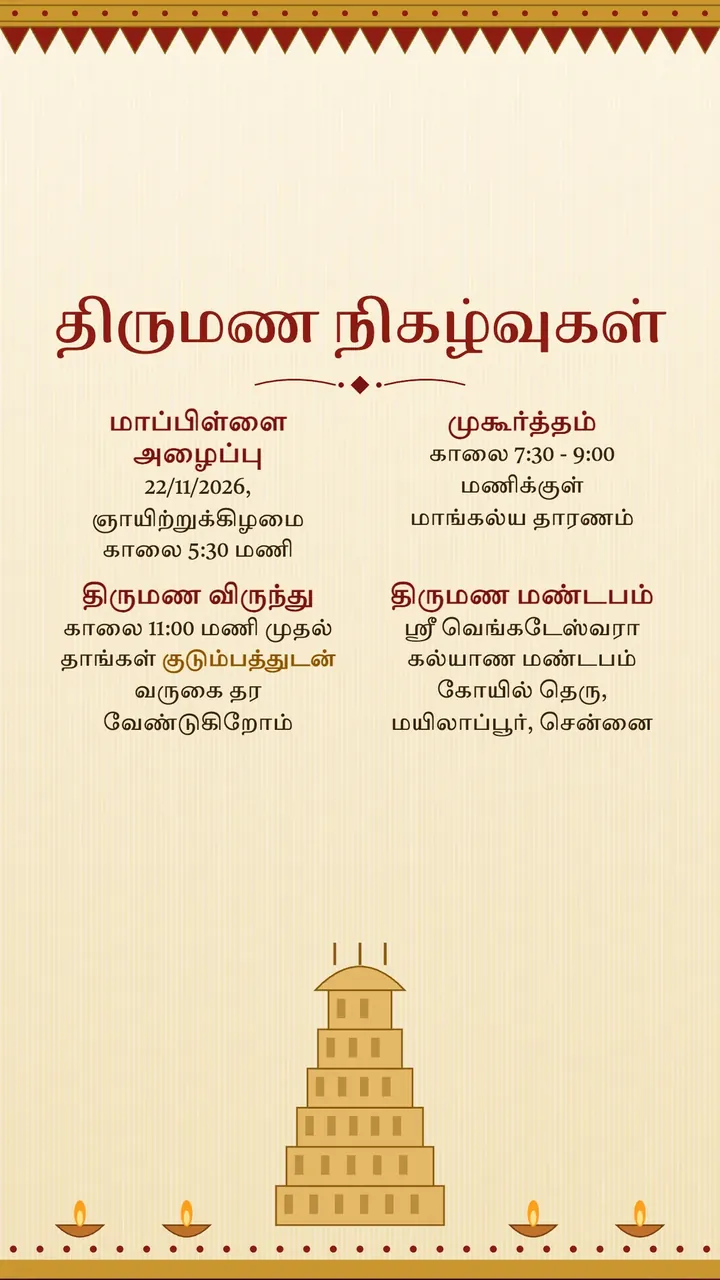 திருமண நிகழ்வுகள்
மாப்பிள்ளை
அழைப்பு
22/11/2026,
ஞாயிற்றுக்கிழமை
காலை 5:30 மணி
முகூர்த்தம்
காலை 7:30 - 9:00
மணிக்குள்
மாங்கல்ய தாரணம்
திருமண விருந்து
காலை 11:00 மணி முதல்
தாங்கள் குடும்பத்துடன்
வருகை தர
வேண்டுகிறோம்
திருமண மண்டபம்
ஸ்ரீ வெங்கடேஸ்வரா
கல்யாண மண்டபம்
கோயில் தெரு,
மயிலாப்பூர், சென்னை